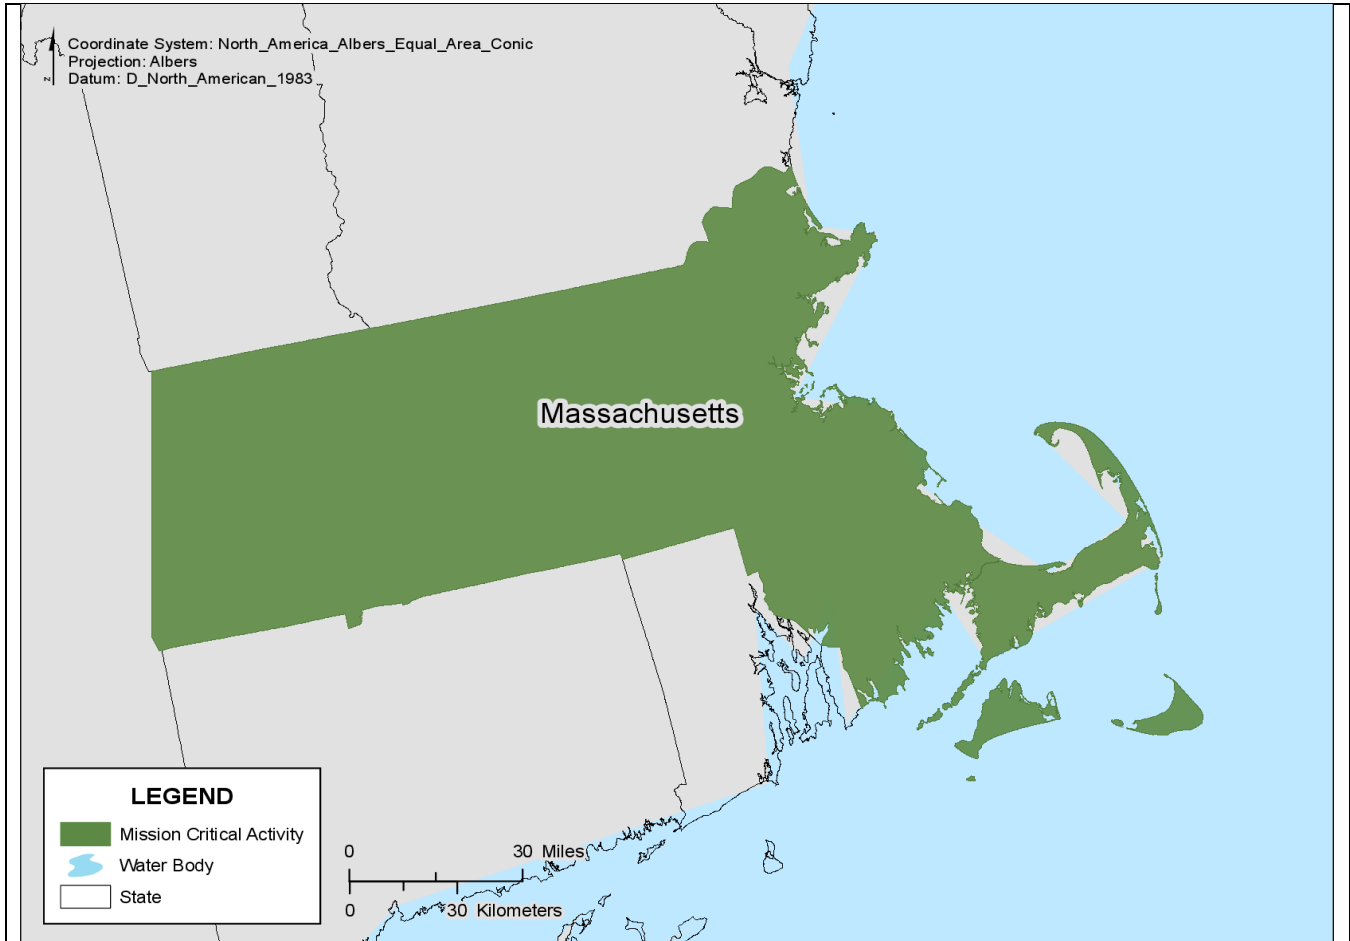 Coordinate System: North_America_Albers_Equal_Area_Conic
Projection: Albers
Datum: D_North_American_1983
N
Massachusetts
LEGEND
Mission Critical Activity
Water Body
State
0 30 Miles
0 30 Kilometers